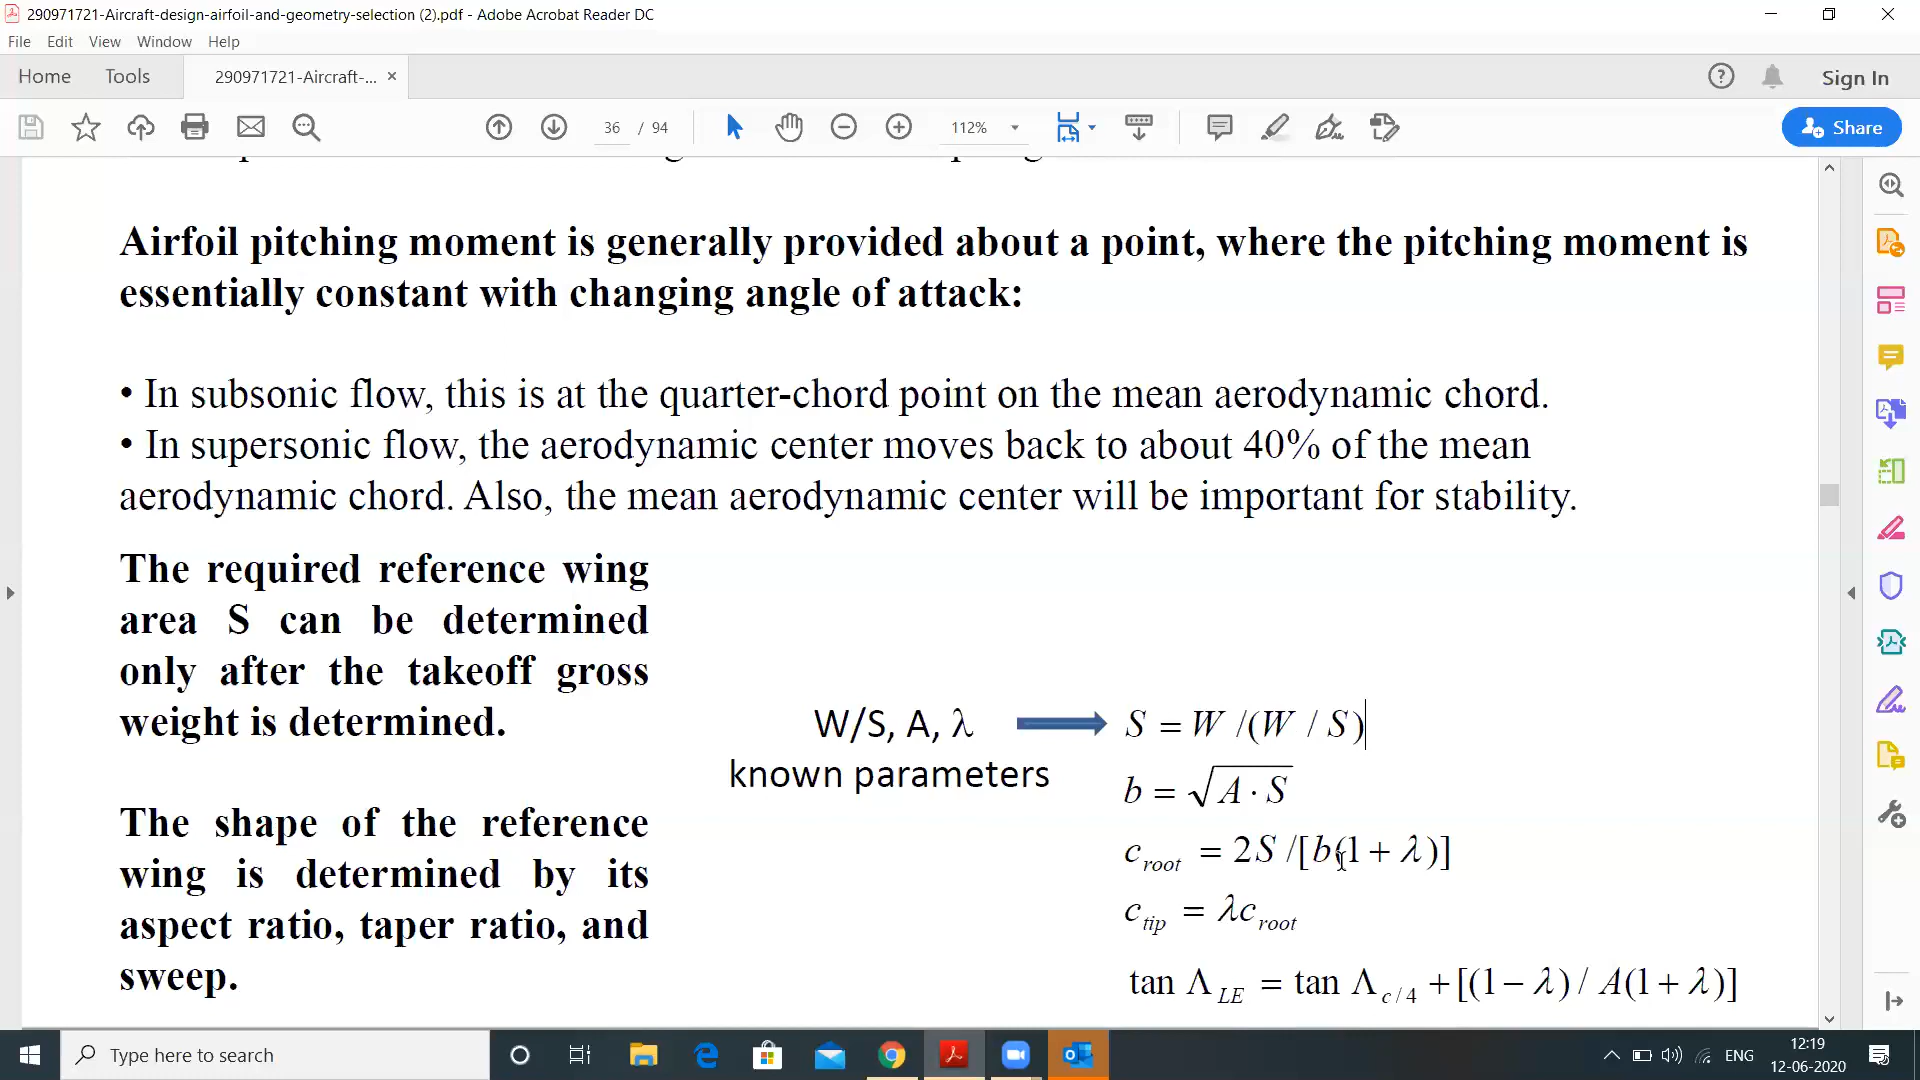 290971721-Aircraft-design-airfoil-and-geometry-selection (2).pdf - Adobe Acrobat Reader DC
File Edit View Window Help
Home Tools 290971721-Aircraft-... × Sign In
36 / 94 112% Share
Airfoil pitching moment is generally provided about a point, where the pitching moment is
essentially constant with changing angle of attack:
• In subsonic flow, this is at the quarter-chord point on the mean aerodynamic chord.
• In supersonic flow, the aerodynamic center moves back to about 40% of the mean
aerodynamic chord. Also, the mean aerodynamic center will be important for stability.
The required reference wing
area S can be determined
only after the takeoff gross
weight is determined.
The shape of the reference
wing is determined by its
aspect ratio, taper ratio, and
sweep.
W/S, A, λ
known parameters
S = W /(W / S)
b = √A · S
c root = 2S /[b(1 + λ)]
c tip = λc root
tan Λ LE = tan Λ c/4 + [(1 − λ) / A(1 + λ)]
Type here to search
ENG
12:19
12-06-2020